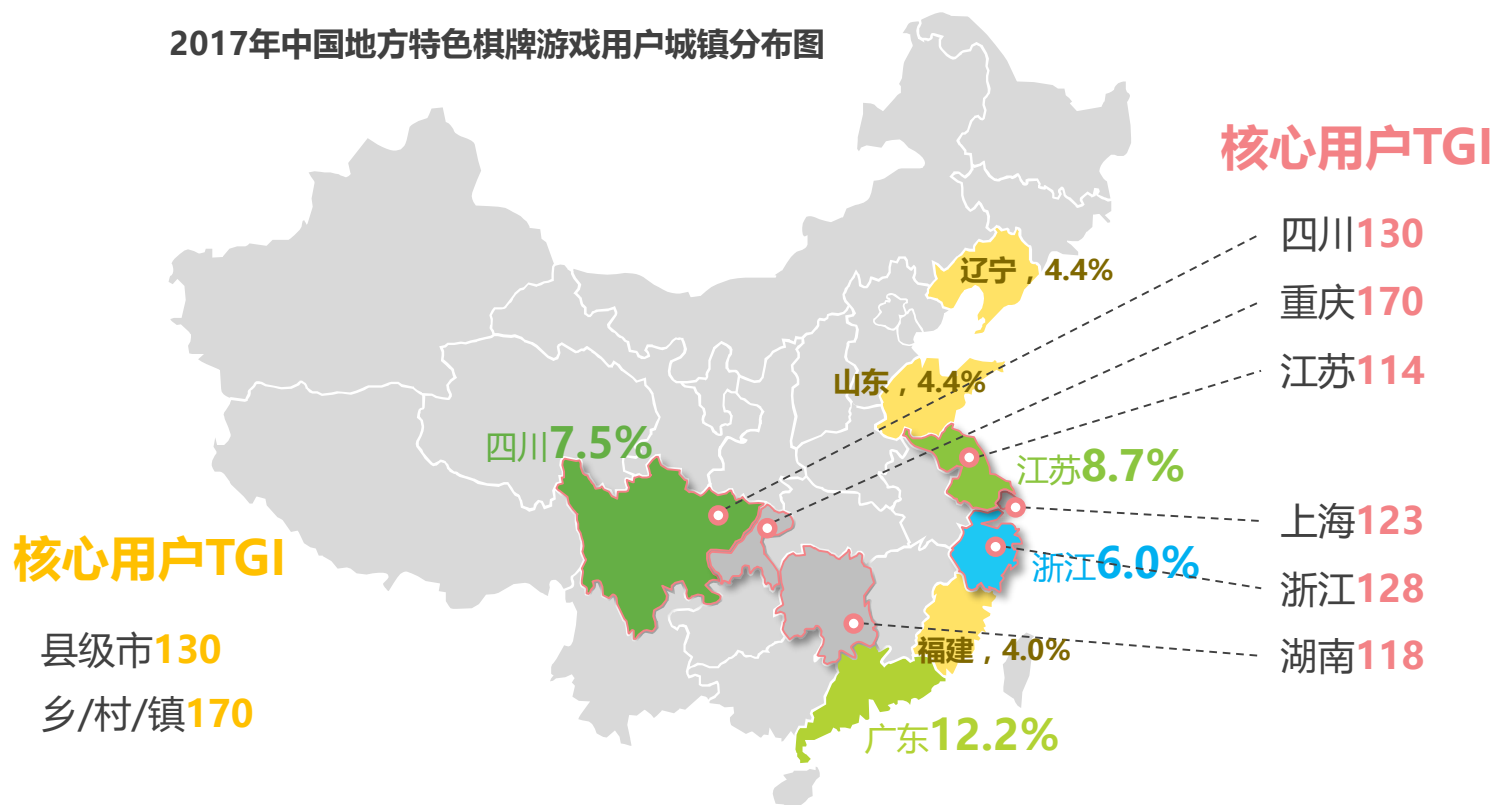 2017年中国地方特色棋牌游戏用户城镇分布图
核心用户TGI
四川130
重庆170
江苏114
上海123
浙江128
湖南118
辽宁，4.4%
山东，4.4%
四川7.5%
江苏8.7%
浙江6.0%
福建，4.0%
广东12.2%
核心用户TGI
县级市130
乡/村/镇170